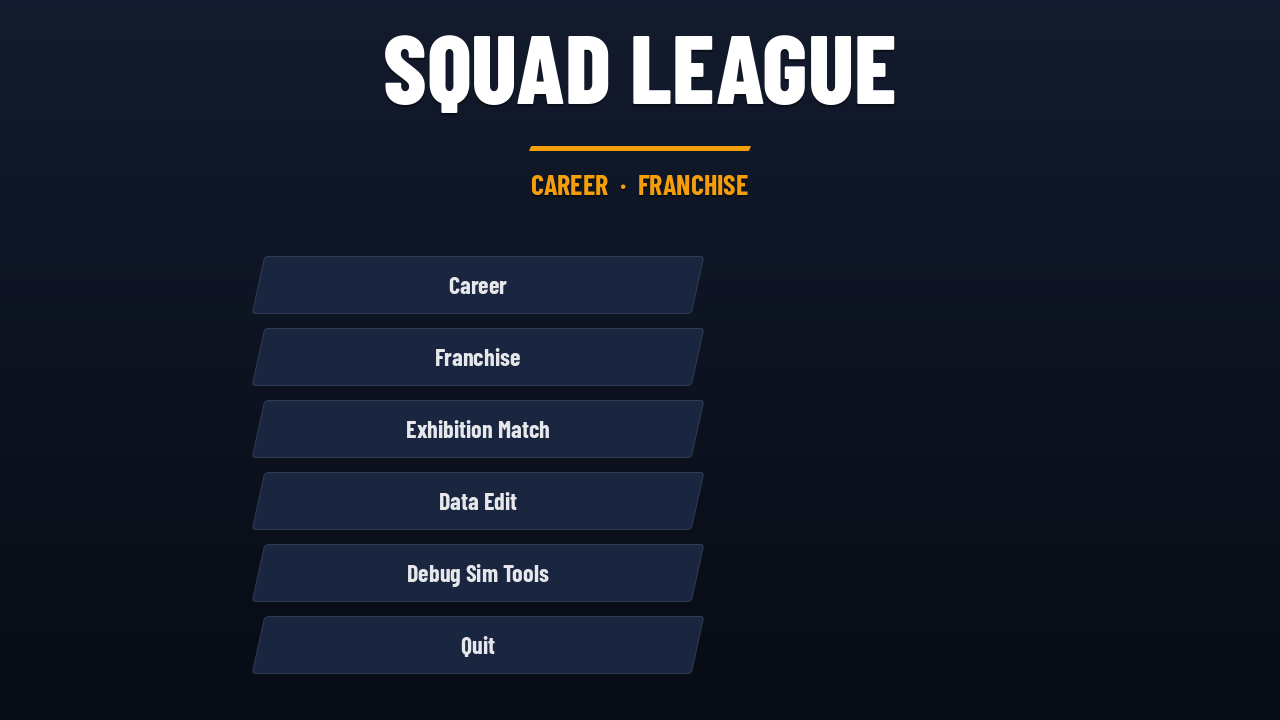 SQUAD LEAGUE
CAREER · FRANCHISE
Career
Franchise
Exhibition Match
Data Edit
Debug Sim Tools
Quit